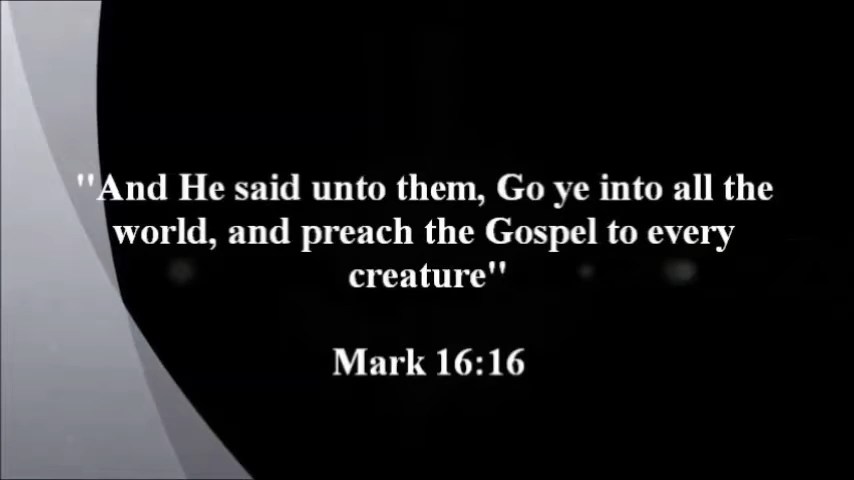 "And He said unto them, Go ye into all the
world, and preach the Gospel to every
creature"
Mark 16:16